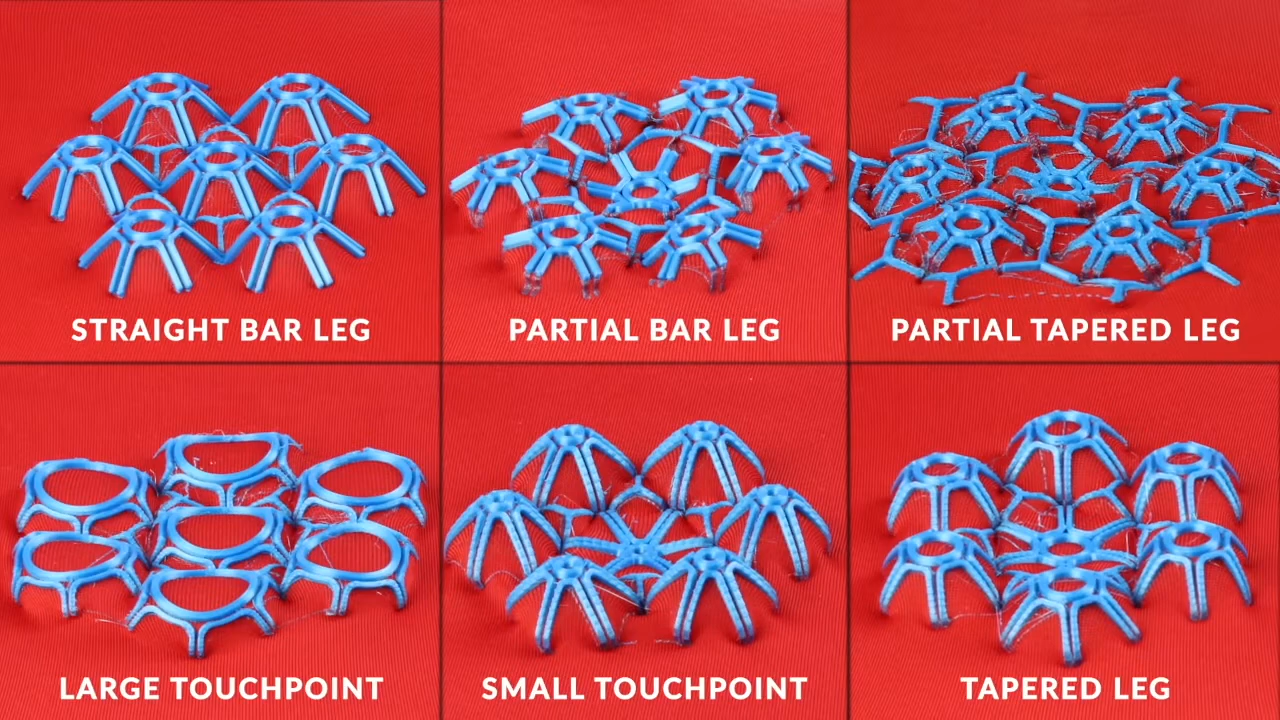 STRAIGHT BAR LEG
PARTIAL BAR LEG
PARTIAL TAPERED LEG
LARGE TOUCHPOINT
SMALL TOUCHPOINT
TAPERED LEG